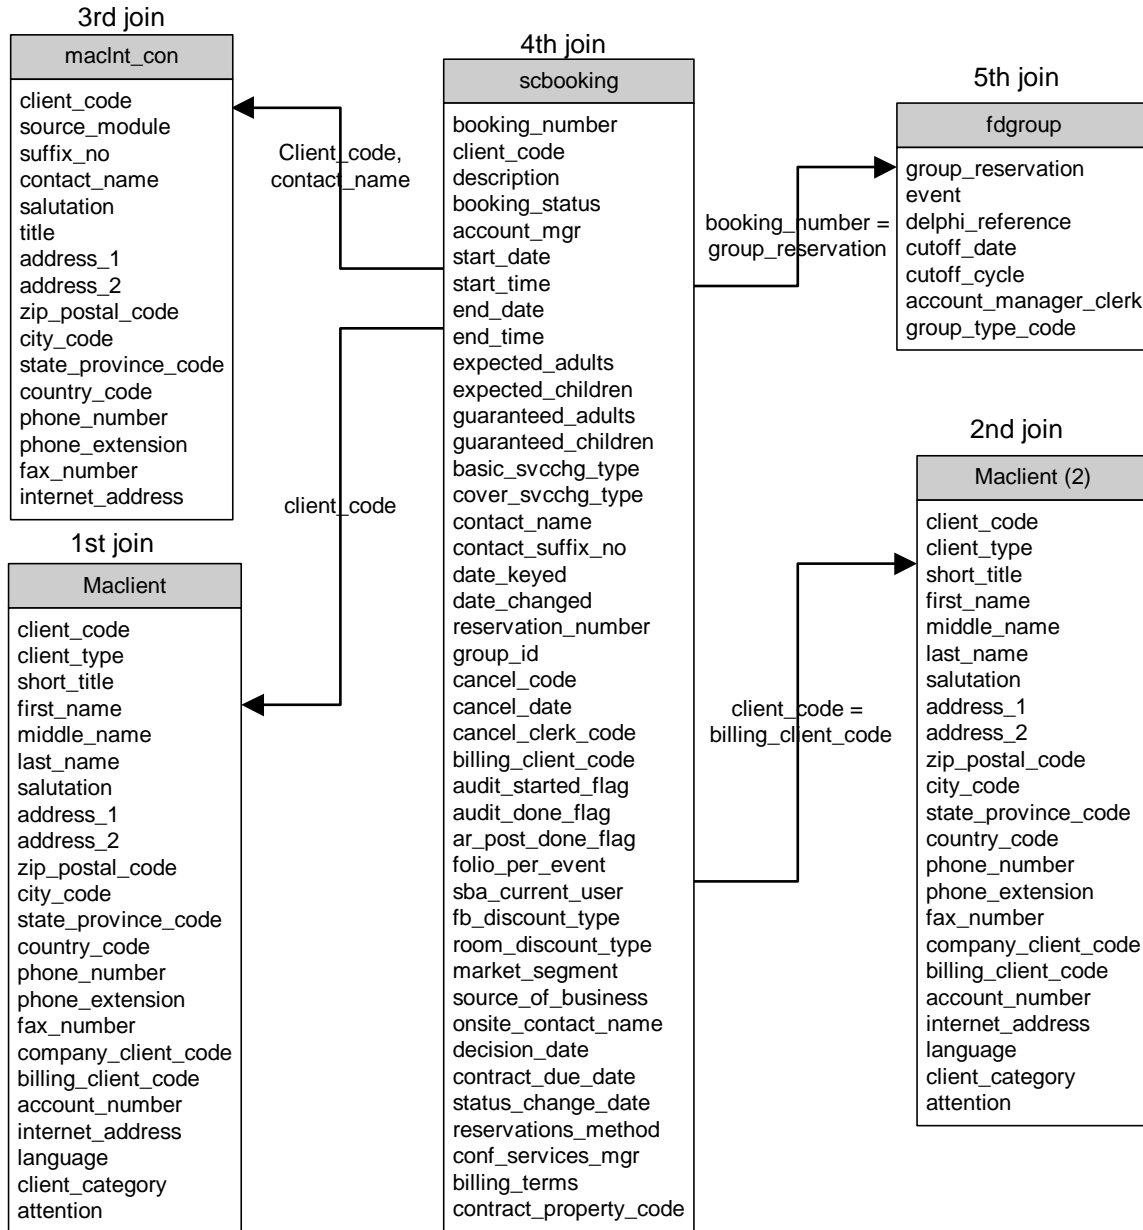 3rd join
maclnt_con
client_code
source_module
suffix_no
contact_name
salutation
title
address_1
address_2
zip_postal_code
city_code
state_province_code
country_code
phone_number
phone_extension
fax_number
internet_address
1st join
Maclient
client_code
client_type
short_title
first_name
middle_name
last_name
salutation
address_1
address_2
zip_postal_code
city_code
state_province_code
country_code
phone_number
phone_extension
fax_number
company_client_code
billing_client_code
account_number
internet_address
language
client_category
attention
Client_code,
contact_name
client_code
4th join
scbooking
booking_number
client_code
description
booking_status
account_mgr
start_date
start_time
end_date
end_time
expected_adults
expected_children
guaranteed_adults
guaranteed_children
basic_svcchg_type
cover_svcchg_type
contact_name
contact_suffix_no
date_keyed
date_changed
reservation_number
group_id
cancel_code
cancel_date
cancel_clerk_code
billing_client_code
audit_started_flag
audit_done_flag
ar_post_done_flag
folio_per_event
sba_current_user
fb_discount_type
room_discount_type
market_segment
source_of_business
onsite_contact_name
decision_date
contract_due_date
status_change_date
reservations_method
conf_services_mgr
billing_terms
contract_property_code
booking_number =
group_reservation
client_code =
billing_client_code
5th join
fdgroup
group_reservation
event
delphi_reference
cutoff_date
cutoff_cycle
account_manager_clerk
group_type_code
2nd join
Maclient (2)
client_code
client_type
short_title
first_name
middle_name
last_name
salutation
address_1
address_2
zip_postal_code
city_code
state_province_code
country_code
phone_number
phone_extension
fax_number
company_client_code
billing_client_code
account_number
internet_address
language
client_category
attention